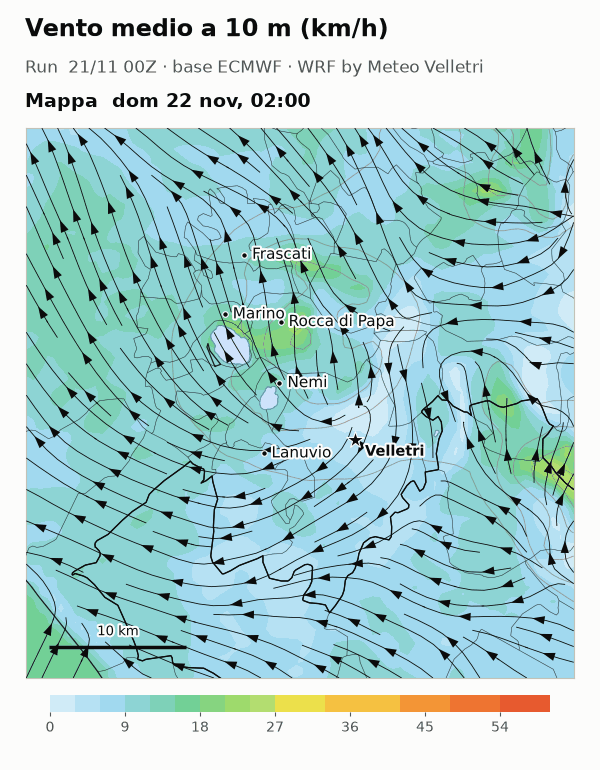 Vento medio a 10 m (km/h)
Run  21/11 00Z · base ECMWF · WRF by Meteo Velletri
Mappa  dom 22 nov, 02:00
Frascati
Marino
Rocca di Papa
Nemi
Velletri
Lanuvio
10 km
0 9 18 27 36 45 54